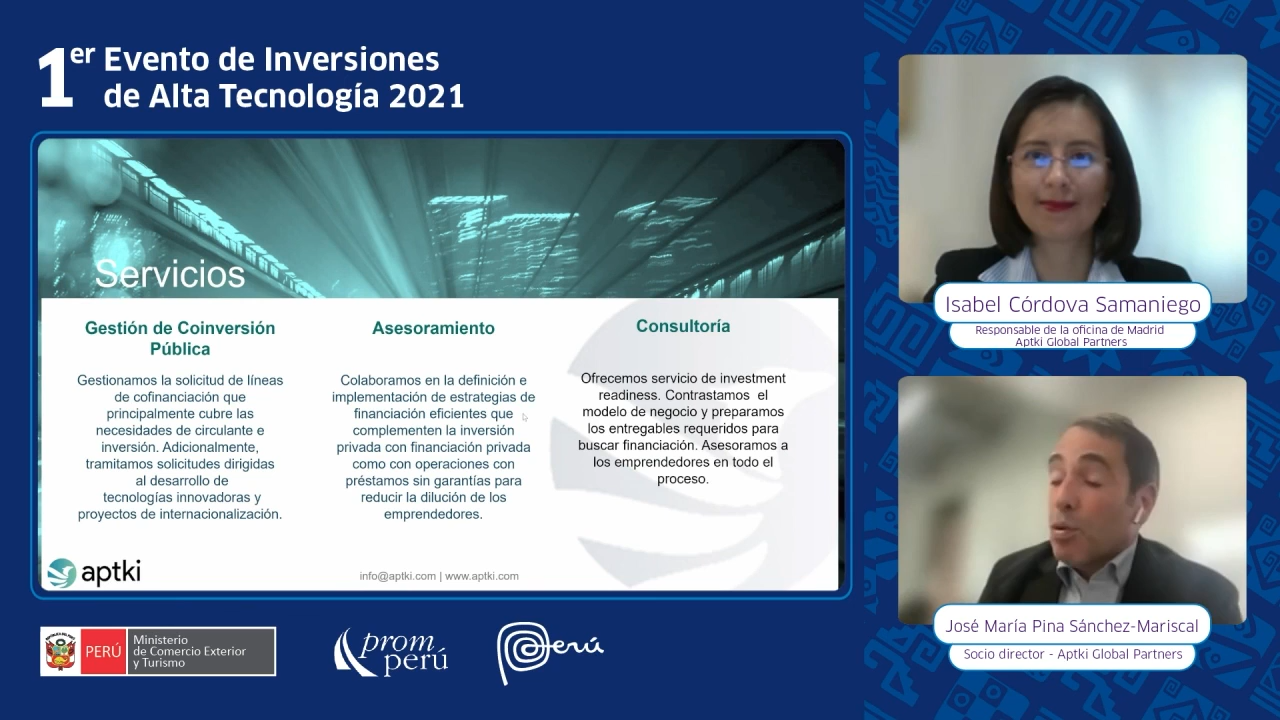 1er Evento de Inversiones
de Alta Tecnología 2021
Servicios
Gestión de Coinversión
Pública
Gestionamos la solicitud de líneas
de cofinanciación que
principalmente cubre las
necesidades de circulante e
inversión. Adicionalmente,
tramitamos solicitudes dirigidas
al desarrollo de
tecnologías innovadoras y
proyectos de internacionalización.
Asesoramiento
Colaboramos en la definición e
implementación de estrategias de
financiación eficientes que
complementen la inversión
privada con financiación privada
como con operaciones con
préstamos sin garantías para
reducir la dilución de los
emprendedores.
Consultoría
Ofrecemos servicio de investment
readiness. Contrastamos el
modelo de negocio y preparamos
los entregables requeridos para
buscar financiación. Asesoramos a
los emprendedores en todo el
proceso.
aptki
info@aptki.com | www.aptki.com
Isabel Córdova Samaniego
Responsable de la oficina de Madrid
Aptki Global Partners
José María Pina Sánchez-Mariscal
Socio director - Aptki Global Partners
PERÚ
Ministerio
de Comercio Exterior
y Turismo
prom
perú
Perú